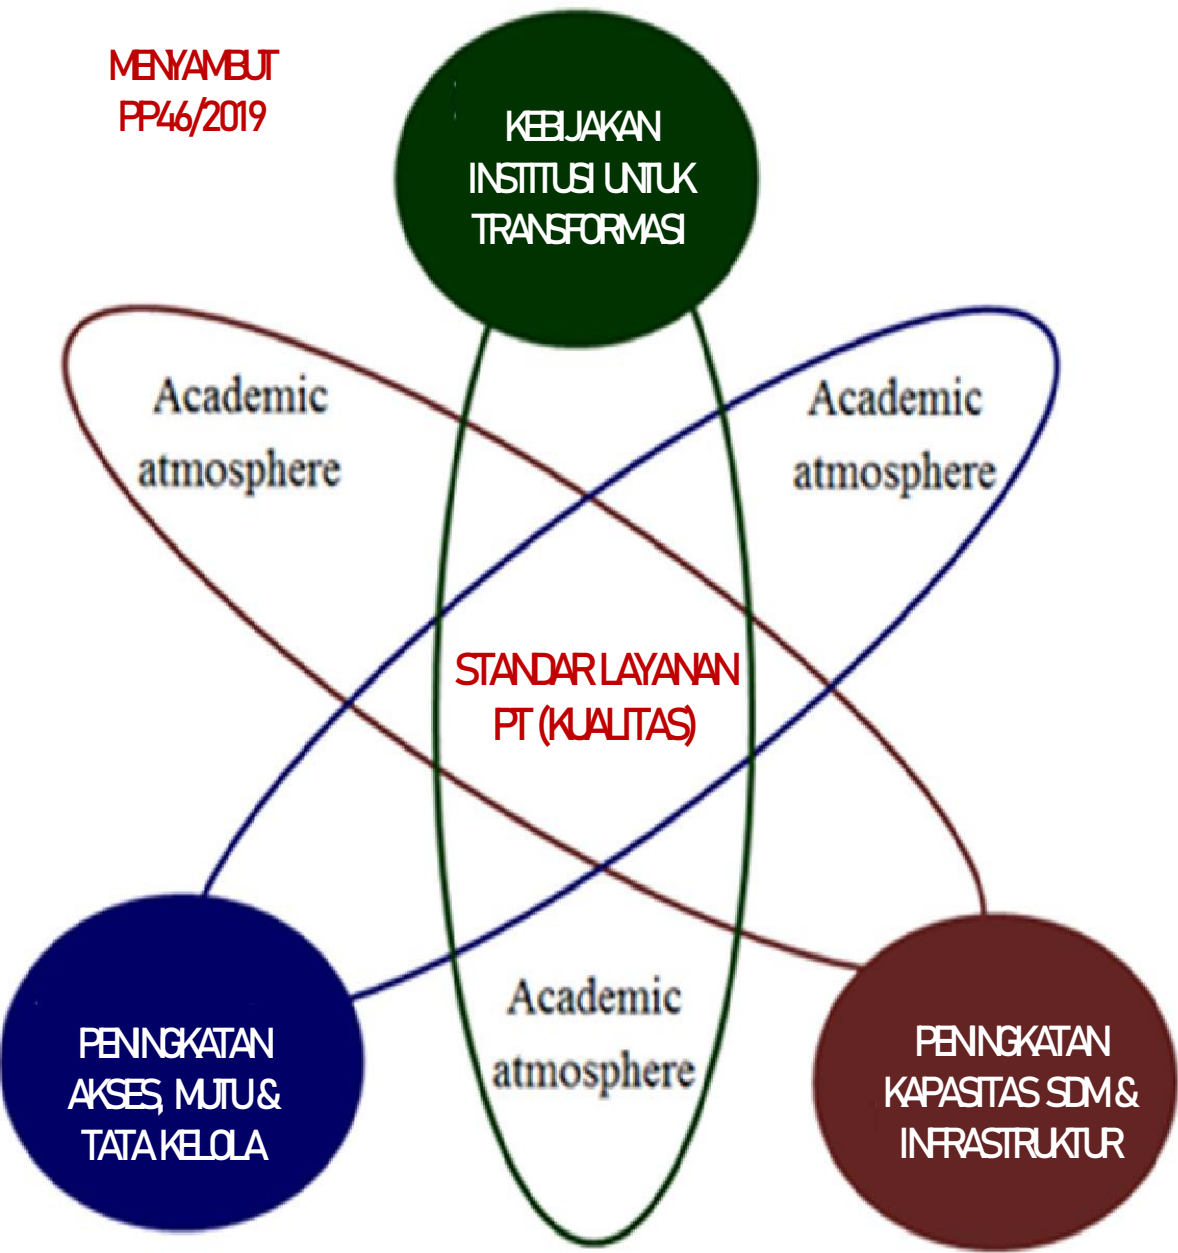 MENYAMBUT
PP46/2019
KEBIJAKAN
INSTITUSI UNTUK
TRANSFORMASI
Academic
atmosphere
Academic
atmosphere
STANDAR LAYANAN
PT (KUALITAS)
Academic
atmosphere
PENINGKATAN
AKSES, MUTU &
TATA KELOLA
PENINGKATAN
KAPASITAS SDM &
INFRASTRUKTUR